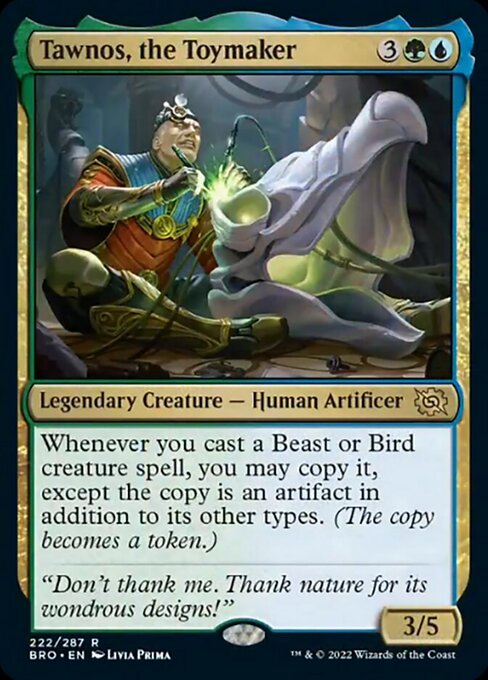 Tawnos, the Toymaker 3
Legendary Creature — Human Artificer
Whenever you cast a Beast or Bird
creature spell, you may copy it,
except the copy is an artifact in
addition to its other types. (The copy
becomes a token.)
“Don’t thank me. Thank nature for its
wondrous designs!”
3/5
222/287 R
BRO • EN Livia Prima
™ & © 2022 Wizards of the Coast